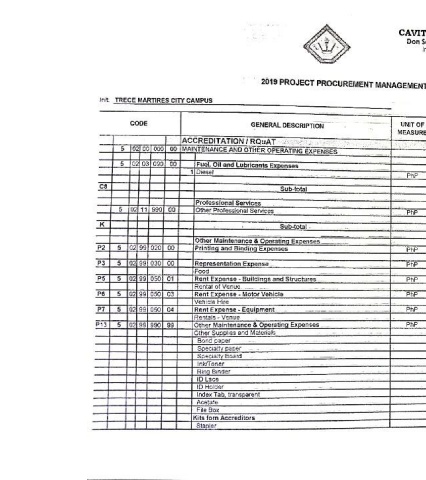 CAVIT
Don S
2019 PROJECT PROCUREMENT MANAGEMENT
Init: TRECE MARTIRES CITY CAMPUS
CODE GENERAL DESCRIPTION UNIT OF MEASURE
ACCREDITATION / RQuAT
5 02 00 000 00 MAINTENANCE AND OTHER OPERATING EXPENSES
5 02 03 090 00 Fuel, Oil and Lubricants Expenses
1 Diesel PhP
C8 Sub-total
Professional Services
5 02 11 990 00 Other Professional Services PhP
K Sub-total
Other Maintenance & Operating Expenses
P2 5 02 99 020 00 Printing and Binding Expenses PhP
P3 5 02 99 030 00 Representation Expense PhP
Food
P5 5 02 99 050 01 Rent Expense - Buildings and Structures PhP
Rental of Venue
P6 5 02 99 050 03 Rent Expense - Motor Vehicle PhP
Vehicle Hire
P7 5 02 99 050 04 Rent Expense - Equipment PhP
Rentals - Venue
P13 5 02 99 990 99 Other Maintenance & Operating Expenses PhP
Other Supplies and Materials
Bond paper
Specialty paper
Specialty Board
Ink/Toner
Ring Binder
ID Lace
ID Holder
Index Tab, transparent
Acetate
File Box
Kits forn Accreditors
Stapler